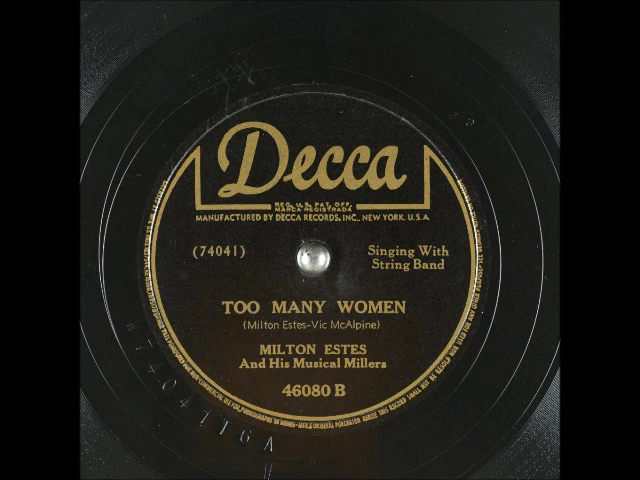 Decca
REG. U.S. PAT. OFF.
MARCA REGISTRADA
MANUFACTURED BY DECCA RECORDS, INC., NEW YORK, U.S.A.
(74041)
Singing With
String Band
TOO MANY WOMEN
(Milton Estes-Vic McAlpine)
MILTON ESTES
And His Musical Millers
46080 B